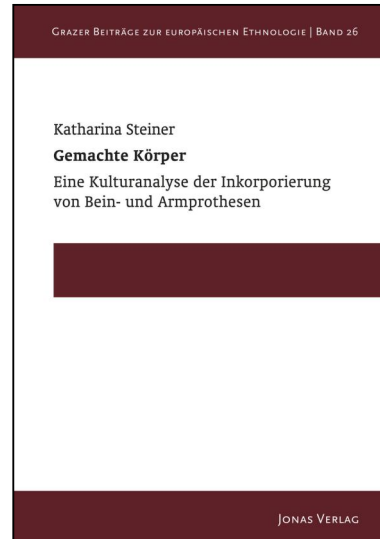 Grazer Beiträge zur europäischen Ethnologie | Band 26
Katharina Steiner
Gemachte Körper
Eine Kulturanalyse der Inkorporierung
von Bein- und Armprothesen
Jonas Verlag